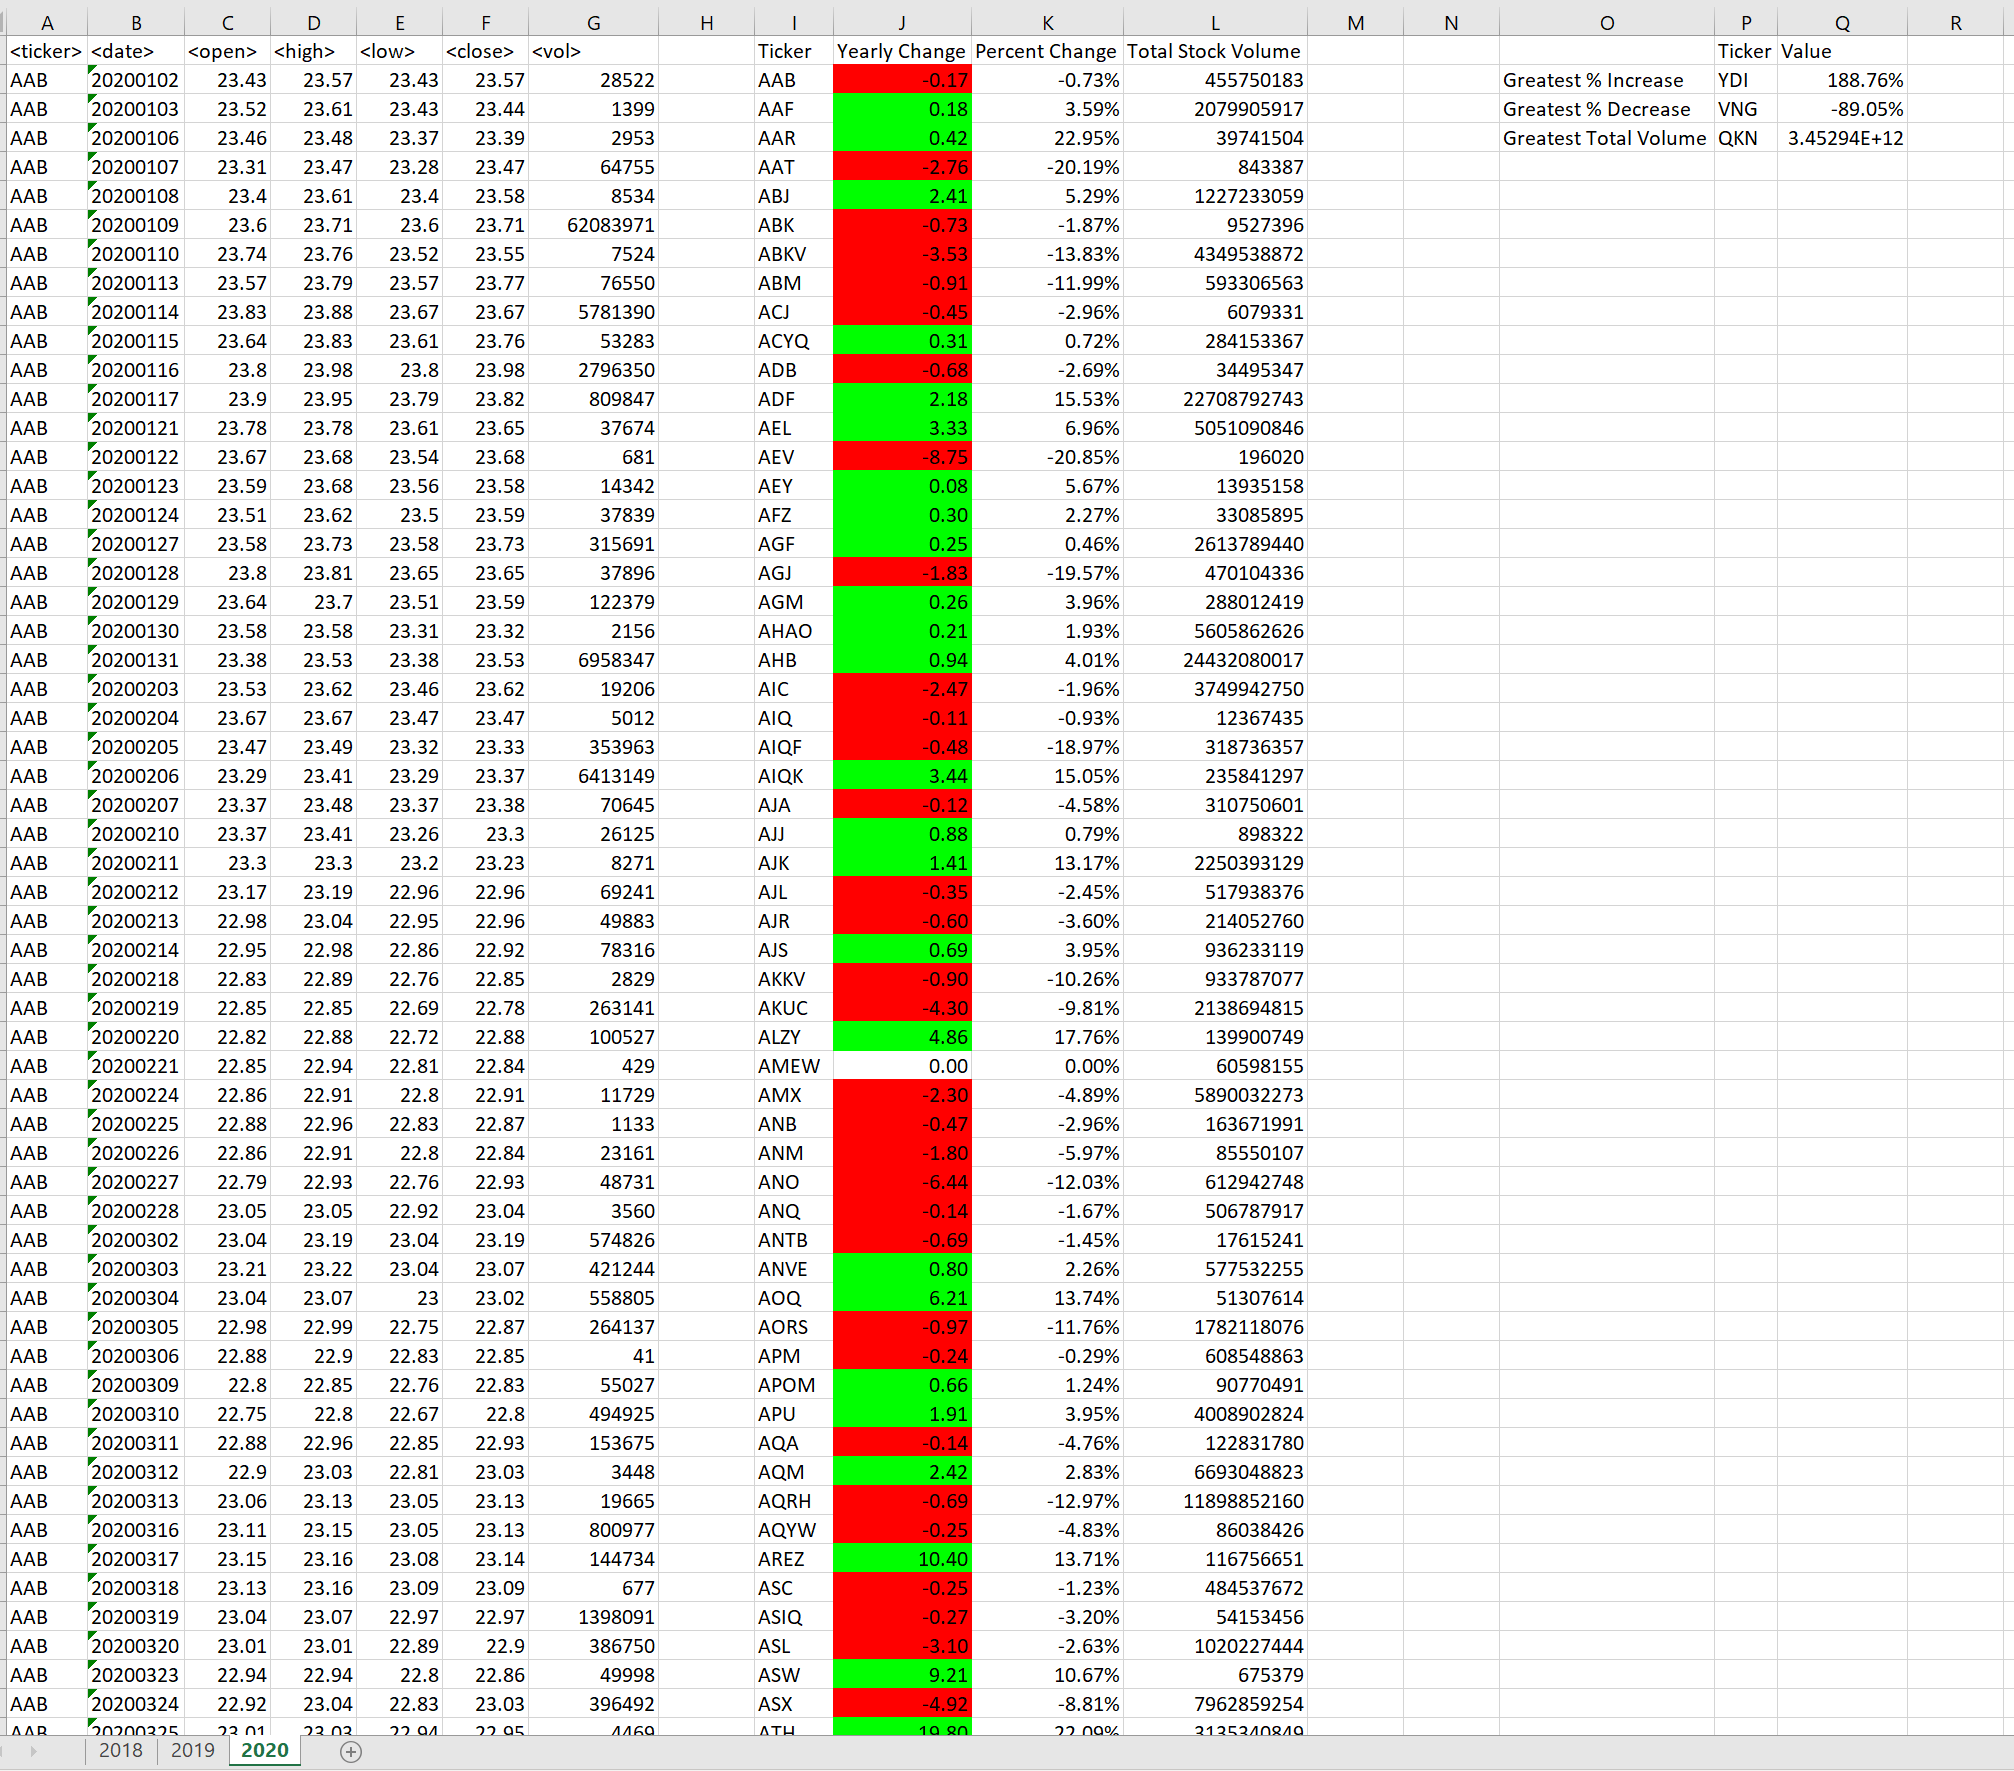 A B C D E F G H I J K L M N O P Q R
<ticker> <date> <open> <high> <low> <close> <vol> Ticker Yearly Change Percent Change Total Stock Volume Ticker Value
AAB 20200102 23.43 23.57 23.43 23.57 28522 AAB -0.17 -0.73% 455750183 Greatest % Increase YDI 188.76%
AAB 20200103 23.52 23.61 23.43 23.44 1399 AAF 0.18 3.59% 2079905917 Greatest % Decrease VNG -89.05%
AAB 20200106 23.46 23.48 23.37 23.39 2953 AAR 0.42 22.95% 39741504 Greatest Total Volume QKN 3.45294E+12
AAB 20200107 23.31 23.47 23.28 23.47 64755 AAT -2.76 -20.19% 843387
AAB 20200108 23.4 23.61 23.4 23.58 8534 ABJ 2.41 5.29% 1227233059
AAB 20200109 23.6 23.71 23.6 23.71 62083971 ABK -0.73 -1.87% 9527396
AAB 20200110 23.74 23.76 23.52 23.55 7524 ABKV -3.53 -13.83% 4349538872
AAB 20200113 23.57 23.79 23.57 23.77 76550 ABM -0.91 -11.99% 593306563
AAB 20200114 23.83 23.88 23.67 23.67 5781390 ACJ -0.45 -2.96% 6079331
AAB 20200115 23.64 23.83 23.61 23.76 53283 ACYQ 0.31 0.72% 284153367
AAB 20200116 23.8 23.98 23.8 23.98 2796350 ADB -0.68 -2.69% 34495347
AAB 20200117 23.9 23.95 23.79 23.82 809847 ADF 2.18 15.53% 22708792743
AAB 20200121 23.78 23.78 23.61 23.65 37674 AEL 3.33 6.96% 5051090846
AAB 20200122 23.67 23.68 23.54 23.68 681 AEV -8.75 -20.85% 196020
AAB 20200123 23.59 23.68 23.56 23.58 14342 AEY 0.08 5.67% 13935158
AAB 20200124 23.51 23.62 23.5 23.59 37839 AFZ 0.30 2.27% 33085895
AAB 20200127 23.58 23.73 23.58 23.73 315691 AGF 0.25 0.46% 2613789440
AAB 20200128 23.8 23.81 23.65 23.65 37896 AGJ -1.83 -19.57% 470104336
AAB 20200129 23.64 23.7 23.51 23.59 122379 AGM 0.26 3.96% 288012419
AAB 20200130 23.58 23.58 23.31 23.32 2156 AHAO 0.21 1.93% 5605862626
AAB 20200131 23.38 23.53 23.38 23.53 6958347 AHB 0.94 4.01% 24432080017
AAB 20200203 23.53 23.62 23.46 23.62 19206 AIC -2.47 -1.96% 3749942750
AAB 20200204 23.67 23.67 23.47 23.47 5012 AIQ -0.11 -0.93% 12367435
AAB 20200205 23.47 23.49 23.32 23.33 353963 AIQF -0.48 -18.97% 318736357
AAB 20200206 23.29 23.41 23.29 23.37 6413149 AIQK 3.44 15.05% 235841297
AAB 20200207 23.37 23.48 23.37 23.38 70645 AJA -0.12 -4.58% 310750601
AAB 20200210 23.37 23.41 23.26 23.3 26125 AJJ 0.88 0.79% 898322
AAB 20200211 23.3 23.3 23.2 23.23 8271 AJK 1.41 13.17% 2250393129
AAB 20200212 23.17 23.19 22.96 22.96 69241 AJL -0.35 -2.45% 517938376
AAB 20200213 22.98 23.04 22.95 22.96 49883 AJR -0.60 -3.60% 214052760
AAB 20200214 22.95 22.98 22.86 22.92 78316 AJS 0.69 3.95% 936233119
AAB 20200218 22.83 22.89 22.76 22.85 2829 AKKV -0.90 -10.26% 933787077
AAB 20200219 22.85 22.85 22.69 22.78 263141 AKUC -4.30 -9.81% 2138694815
AAB 20200220 22.82 22.88 22.72 22.88 100527 ALZY 4.86 17.76% 139900749
AAB 20200221 22.85 22.94 22.81 22.84 429 AMEW 0.00 0.00% 60598155
AAB 20200224 22.86 22.91 22.8 22.91 11729 AMX -2.30 -4.89% 5890032273
AAB 20200225 22.88 22.96 22.83 22.87 1133 ANB -0.47 -2.96% 163671991
AAB 20200226 22.86 22.91 22.8 22.84 23161 ANM -1.80 -5.97% 85550107
AAB 20200227 22.79 22.93 22.76 22.93 48731 ANO -6.44 -12.03% 612942748
AAB 20200228 23.05 23.05 22.92 23.04 3560 ANQ -0.14 -1.67% 506787917
AAB 20200302 23.04 23.19 23.04 23.19 574826 ANTB -0.69 -1.45% 17615241
AAB 20200303 23.21 23.22 23.04 23.07 421244 ANVE 0.80 2.26% 577532255
AAB 20200304 23.04 23.07 23 23.02 558805 AOQ 6.21 13.74% 51307614
AAB 20200305 22.98 22.99 22.75 22.87 264137 AORS -0.97 -11.76% 1782118076
AAB 20200306 22.88 22.9 22.83 22.85 41 APM -0.24 -0.29% 608548863
AAB 20200309 22.8 22.85 22.76 22.83 55027 APOM 0.66 1.24% 90770491
AAB 20200310 22.75 22.8 22.67 22.8 494925 APU 1.91 3.95% 4008902824
AAB 20200311 22.88 22.96 22.85 22.93 153675 AQA -0.14 -4.76% 122831780
AAB 20200312 22.9 23.03 22.81 23.03 3448 AQM 2.42 2.83% 6693048823
AAB 20200313 23.06 23.13 23.05 23.13 19665 AQRH -0.69 -12.97% 11898852160
AAB 20200316 23.11 23.15 23.05 23.13 800977 AQYW -0.25 -4.83% 86038426
AAB 20200317 23.15 23.16 23.08 23.14 144734 AREZ 10.40 13.71% 116756651
AAB 20200318 23.13 23.16 23.09 23.09 677 ASC -0.25 -1.23% 484537672
AAB 20200319 23.04 23.07 22.97 22.97 1398091 ASIQ -0.27 -3.20% 54153456
AAB 20200320 23.01 23.01 22.89 22.9 386750 ASL -3.10 -2.63% 1020227444
AAB 20200323 22.94 22.94 22.8 22.86 49998 ASW 9.21 10.67% 675379
AAB 20200324 22.92 23.04 22.83 23.03 396492 ASX -4.92 -8.81% 7962859254
AAB 20200325 23.01 23.03 22.94 22.95 4469 ATH 19.80 22.09% 3135340849
2018 2019 2020